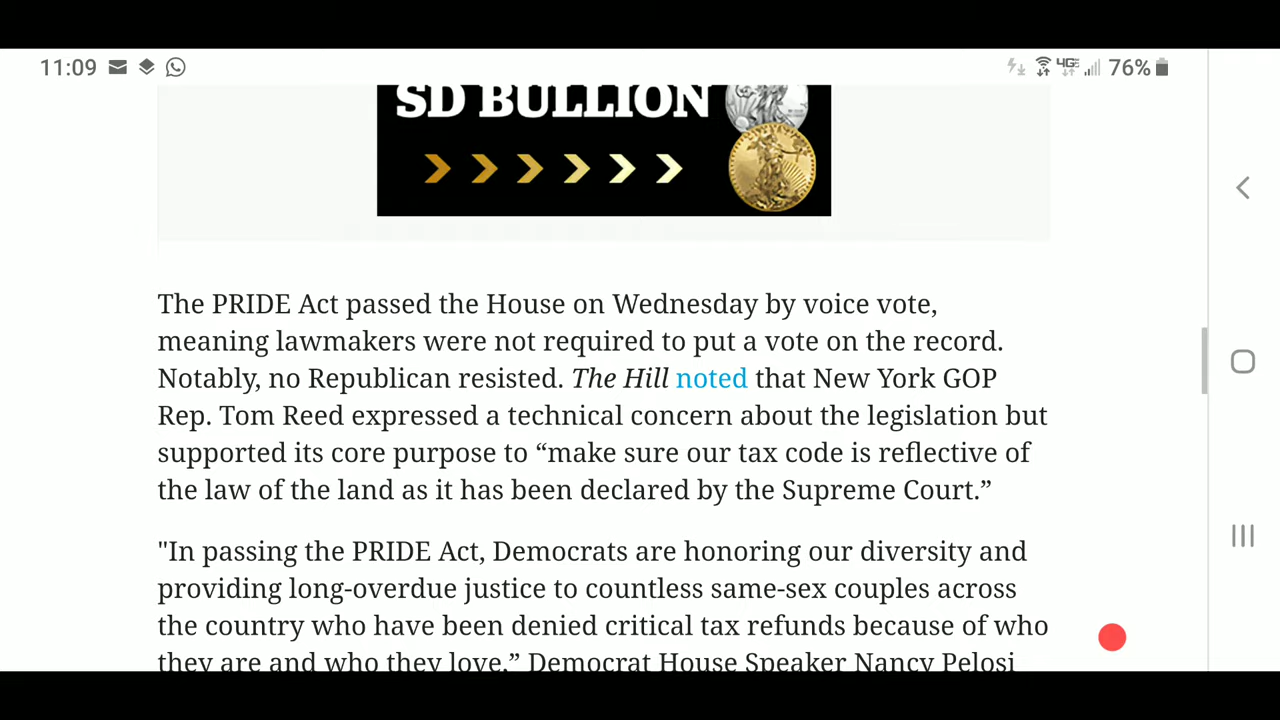 11:09 4GE 76%
SD BULLION
The PRIDE Act passed the House on Wednesday by voice vote,
meaning lawmakers were not required to put a vote on the record.
Notably, no Republican resisted. The Hill noted that New York GOP
Rep. Tom Reed expressed a technical concern about the legislation but
supported its core purpose to “make sure our tax code is reflective of
the law of the land as it has been declared by the Supreme Court.”
"In passing the PRIDE Act, Democrats are honoring our diversity and
providing long-overdue justice to countless same-sex couples across
the country who have been denied critical tax refunds because of who
they are and who they love,” Democrat House Speaker Nancy Pelosi